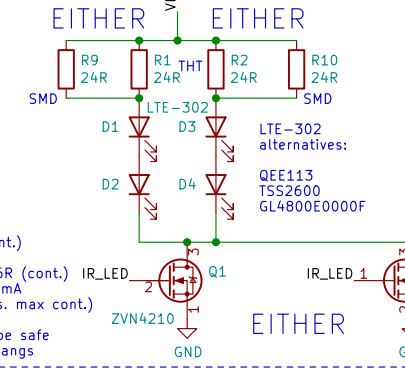 EITHER EITHER
R9 R1 R2 R10
24R 24R THT 24R 24R
SMD SMD
LTE-302
D1 D3 LTE-302
alternatives:
D2 D4 QEE113
TSS2600
GL4800E0000F
nt.)
R (cont.)
mA
s. max cont.)
be safe
angs
IR_LED 2 3 Q1 1
ZVN4210
GND
IR_LED 1 3
EITHER